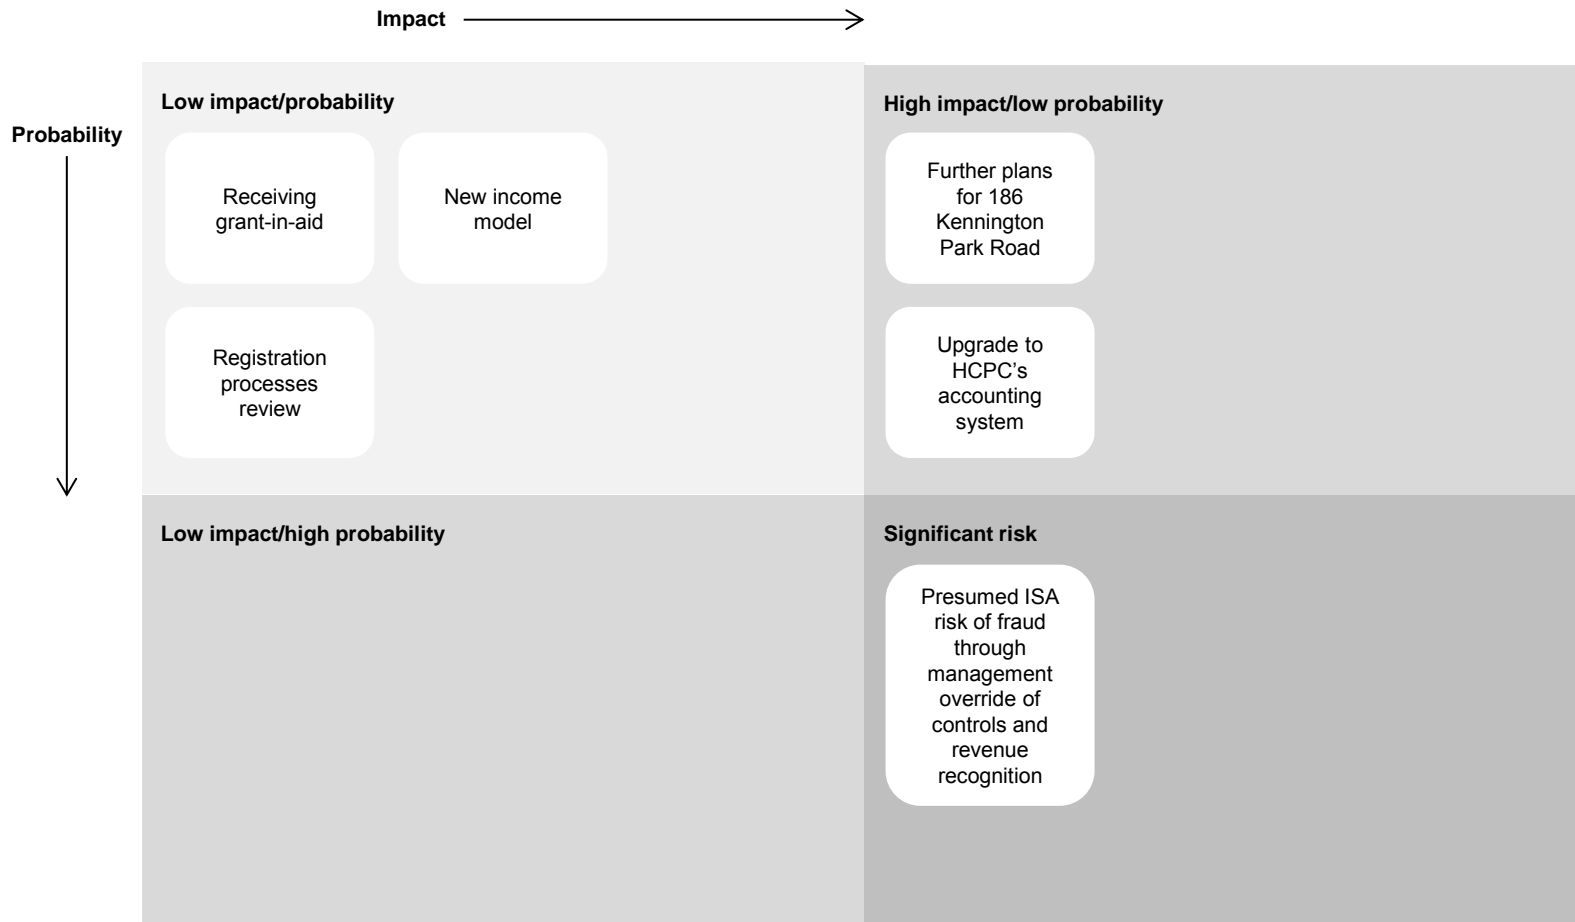 Impact
Probability
Low impact/probability
Receiving
grant-in-aid
New income
model
Registration
processes
review
High impact/low probability
Further plans
for 186
Kennington
Park Road
Upgrade to
HCPC’s
accounting
system
Low impact/high probability
Significant risk
Presumed ISA
risk of fraud
through
management
override of
controls and
revenue
recognition